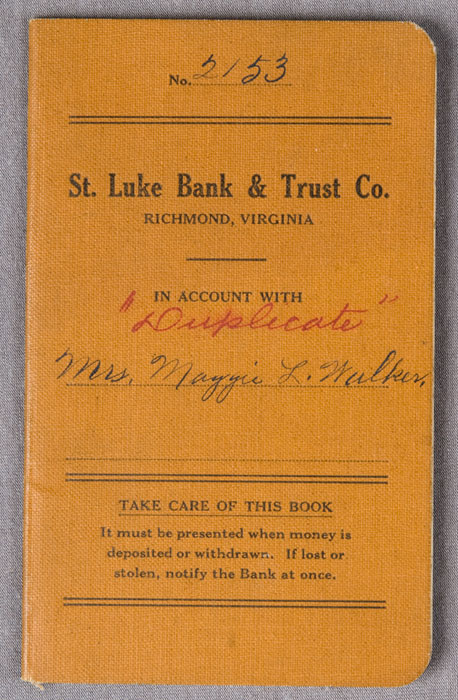 No. 2153
St. Luke Bank & Trust Co.
RICHMOND, VIRGINIA
IN ACCOUNT WITH
"Duplicate"
Mrs. Maggie L. Walker.
TAKE CARE OF THIS BOOK
It must be presented when money is
deposited or withdrawn. If lost or
stolen, notify the Bank at once.